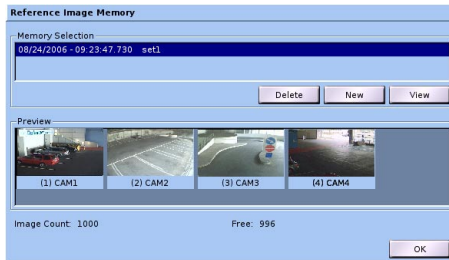 Reference Image Memory
Memory Selection
08/24/2006 - 09:23:47.730 set1
Delete New View
Preview
(1) CAM1 (2) CAM2 (3) CAM3 (4) CAM4
Image Count: 1000 Free: 996
OK